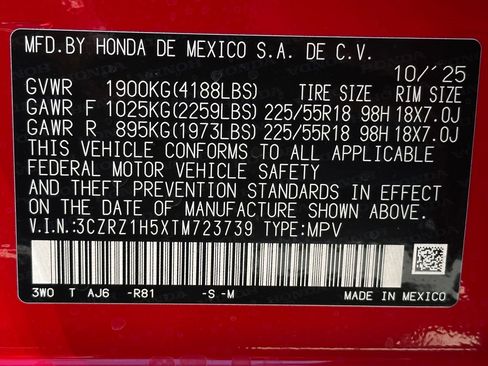 MFD.BY HONDA DE MEXICO S.A. DE C.V.
10/'25
GVWR 1900KG(4188LBS) TIRE SIZE RIM SIZE
GAWR F 1025KG(2259LBS) 225/55R18 98H 18X7.0J
GAWR R 895KG(1973LBS) 225/55R18 98H 18X7.0J
THIS VEHICLE CONFORMS TO ALL APPLICABLE
FEDERAL MOTOR VEHICLE SAFETY
AND THEFT PREVENTION STANDARDS IN EFFECT
ON THE DATE OF MANUFACTURE SHOWN ABOVE.
V.I.N:3CZRZ1H5XTM723739 TYPE:MPV
3W0 T AJ6 -R81 -S -M MADE IN MEXICO